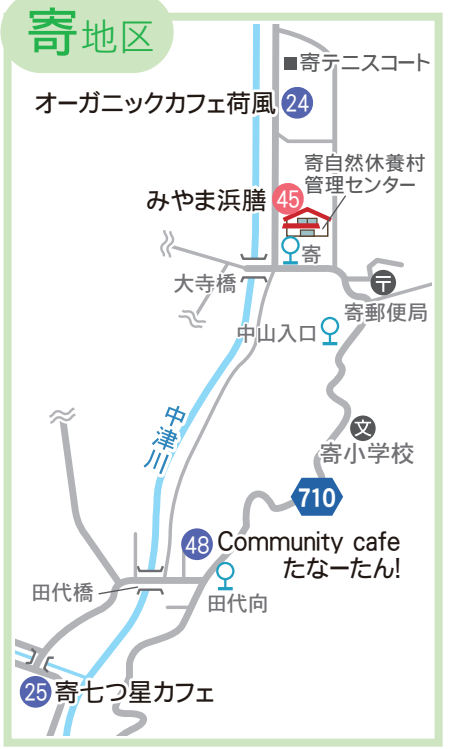 寄地区
■寄テニスコート
オーガニックカフェ荷風 24
寄自然休養村
管理センター
みやま浜膳 45
寄
大寺橋
〒
寄郵便局
中山入口
中津川
文
寄小学校
710
48 Community cafe
たなーたん!
田代橋
田代向
25 寄七つ星カフェ